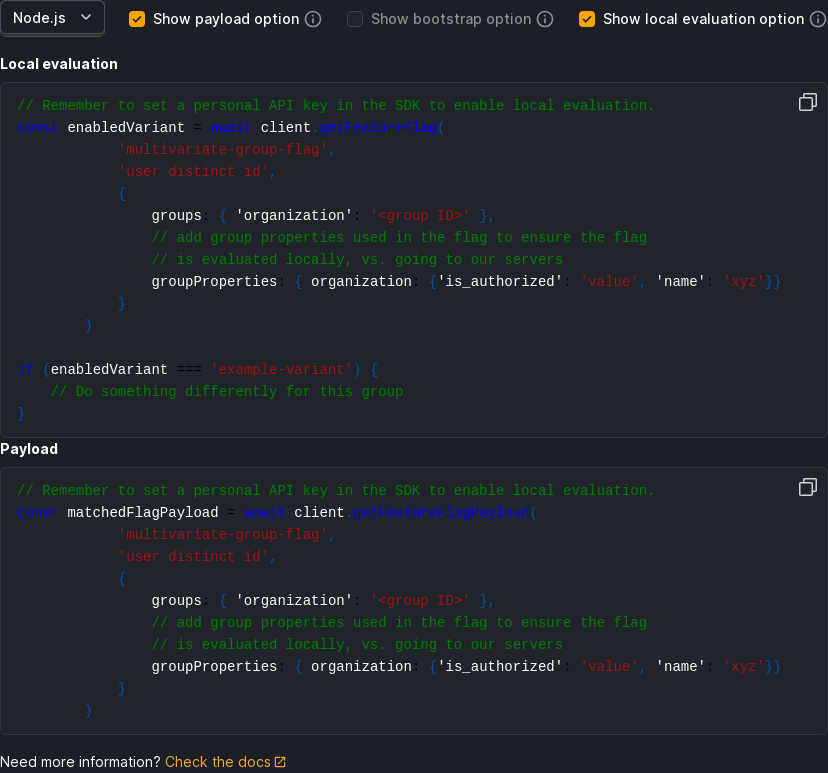 Node.js Show payload option Show bootstrap option Show local evaluation option
Local evaluation
// Remember to set a personal API key in the SDK to enable local evaluation.
const enabledVariant = await client.getFeatureFlag(
'multivariate-group-flag',
'user distinct id',
{
groups: { 'organization': '<group ID>' },
// add group properties used in the flag to ensure the flag
// is evaluated locally, vs. going to our servers
groupProperties: { organization: {'is_authorized': 'value', 'name': 'xyz'}}
}
)
if (enabledVariant === 'example-variant') {
// Do something differently for this group
}
Payload
// Remember to set a personal API key in the SDK to enable local evaluation.
const matchedFlagPayload = await client.getFeatureFlagPayload(
'multivariate-group-flag',
'user distinct id',
{
groups: { 'organization': '<group ID>' },
// add group properties used in the flag to ensure the flag
// is evaluated locally, vs. going to our servers
groupProperties: { organization: {'is_authorized': 'value', 'name': 'xyz'}}
}
)
Need more information? Check the docs